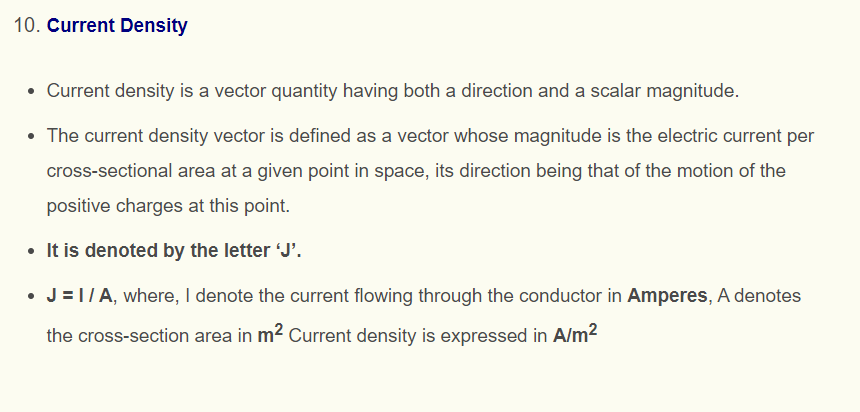 10. Current Density
• Current density is a vector quantity having both a direction and a scalar magnitude.
• The current density vector is defined as a vector whose magnitude is the electric current per
cross-sectional area at a given point in space, its direction being that of the motion of the
positive charges at this point.
• It is denoted by the letter ‘J’.
• J = I / A, where, I denote the current flowing through the conductor in Amperes, A denotes
the cross-section area in m² Current density is expressed in A/m²